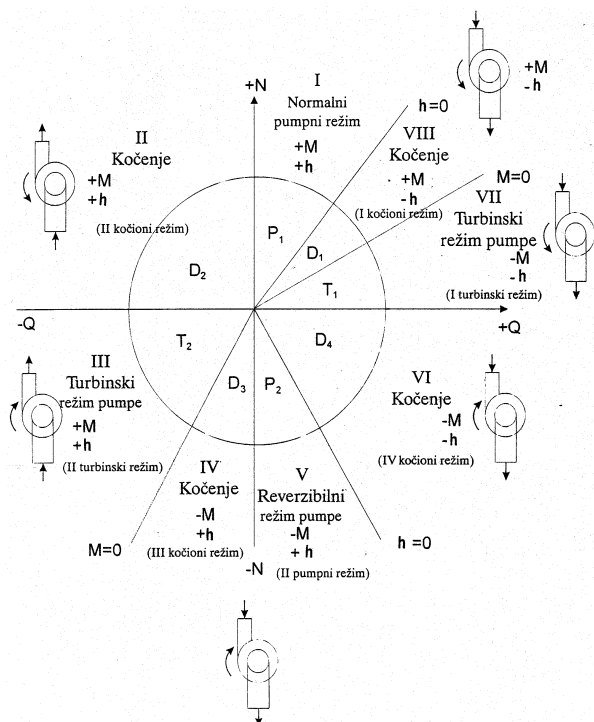 +M
-h
+N
I
Normalni
pumpni režim
+M
+h
h=0
VIII
Kočenje
+M
-h
(I kočioni režim)
M=0
VII
Turbinski
režim pumpe
-M
-h
(I turbinski režim)
II
Kočenje
+M
+h
(II kočioni režim)
P1
D1
D2
T1
-Q
+Q
T2
D4
D3
P2
III
Turbinski
režim pumpe
+M
+h
(II turbinski režim)
VI
Kočenje
-M
-h
(IV kočioni režim)
IV
Kočenje
-M
+h
(III kočioni režim)
V
Reverzibilni
režim pumpe
-M
+ h
(II pumpni režim)
M=0
h=0
-N